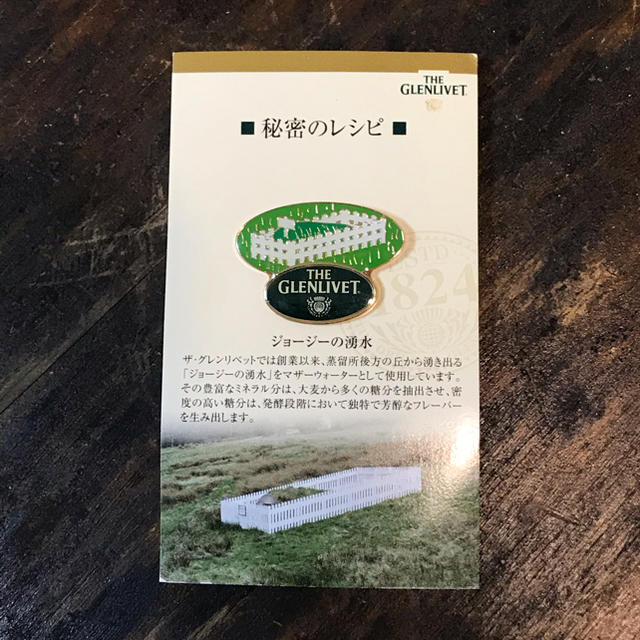 THE
GLENLIVET
■ 秘密のレシピ ■
THE
GLENLIVET
ESTD
1824
ジョージーの湧水
ザ・グレンリベットでは創業以来、蒸留所後方の丘から湧き出る
「ジョージーの湧水」をマザーウォーターとして使用しています。
その豊富なミネラル分は、大麦から多くの糖分を抽出させ、密
度の高い糖分は、発酵段階において独特で芳醇なフレーバー
を生み出します。